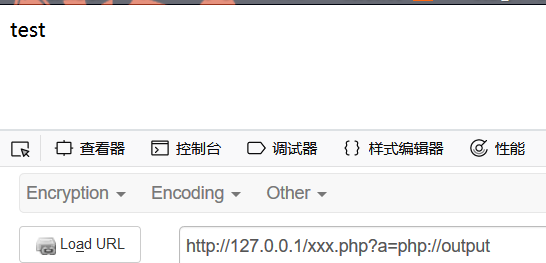 test
查看器 控制台 调试器 样式编辑器 性能
Encryption Encoding Other
Load URL http://127.0.0.1/xxx.php?a=php://output